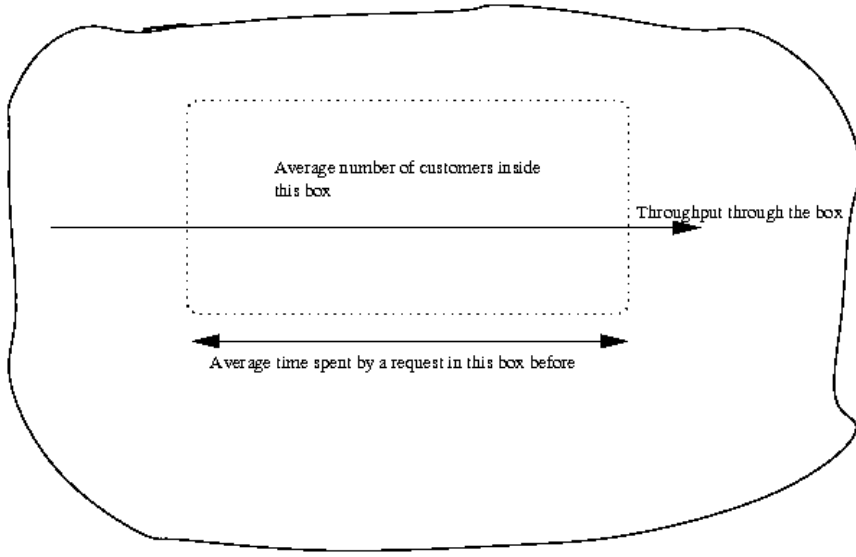 Average number of customers inside
this box
Throughput through the box
Average time spent by a request in this box before